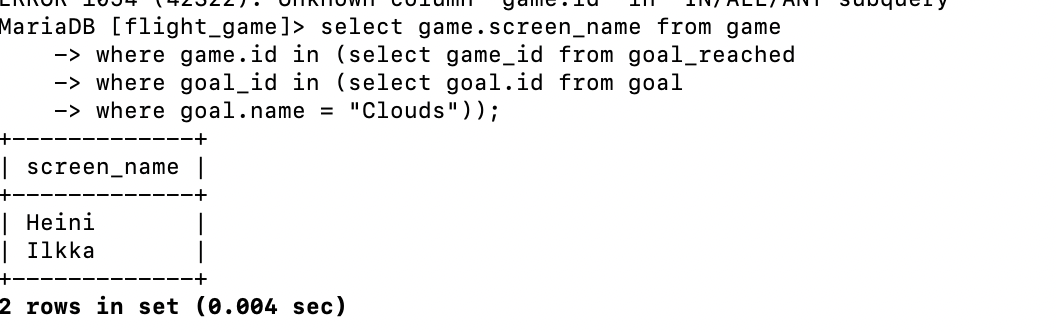 ERROR 1054 (42S22): Unknown column 'game.id' in 'IN/ALL/ANY subquery'
MariaDB [flight_game]> select game.screen_name from game
    -> where game.id in (select game_id from goal_reached
    -> where goal_id in (select goal.id from goal
    -> where goal.name = "Clouds"));
+-------------+
| screen_name |
+-------------+
| Heini       |
| Ilkka       |
+-------------+
2 rows in set (0.004 sec)